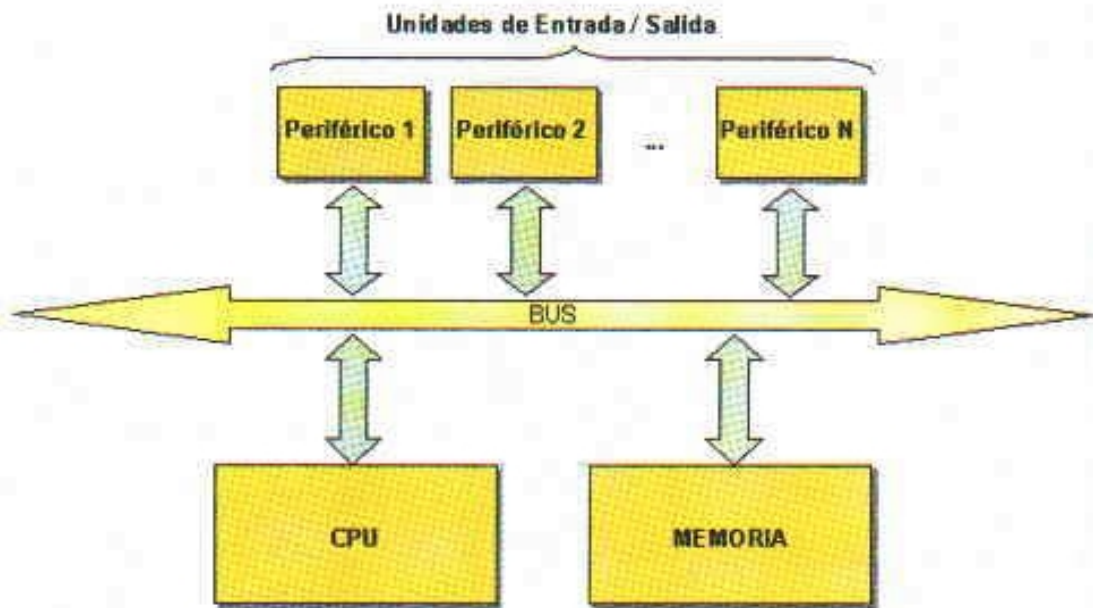 Unidades de Entrada / Salida
Periférico 1
Periférico 2
...
Periférico N
BUS
CPU
MEMORIA